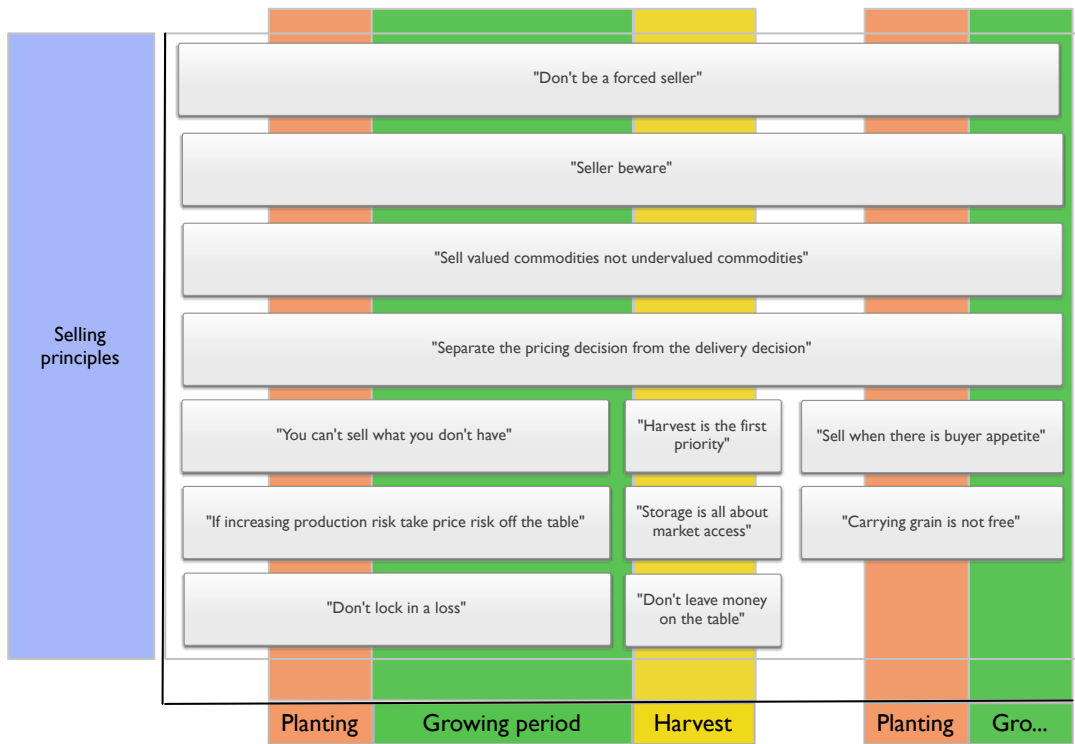 "Don't be a forced seller"
"Seller beware"
"Sell valued commodities not undervalued commodities"
Selling
principles
"Separate the pricing decision from the delivery decision"
"You can't sell what you don't have"
"Harvest is the first
priority"
"Sell when there is buyer appetite"
"If increasing production risk take price risk off the table"
"Storage is all about
market access"
"Carrying grain is not free"
"Don't lock in a loss"
"Don't leave money
on the table"
Planting
Growing period
Harvest
Planting
Gro...